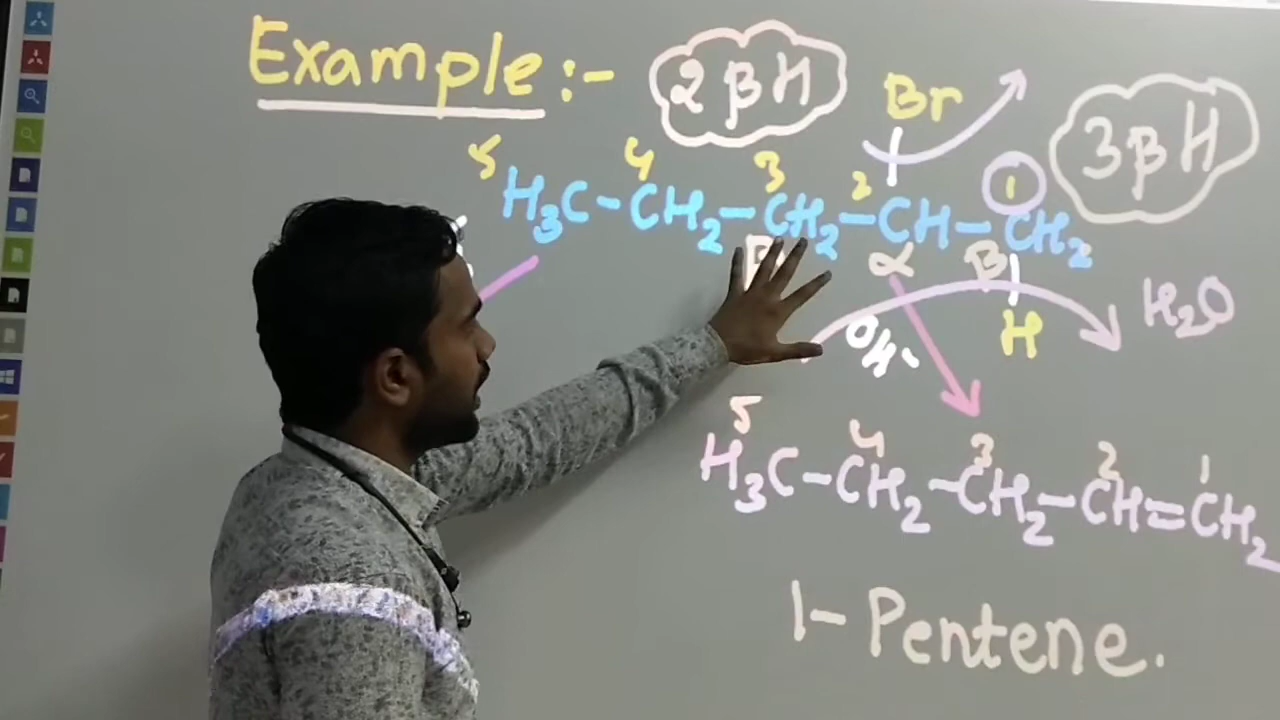 Example :-
2βH
Br
3βH
5 4 3 2 1
H₃C-CH₂-CH₂-CH-CH₂
α β
H
OH-
H₂O
5 4 3 2 1
H₃C-CH₂-CH₂-CH=CH₂
1-Pentene.